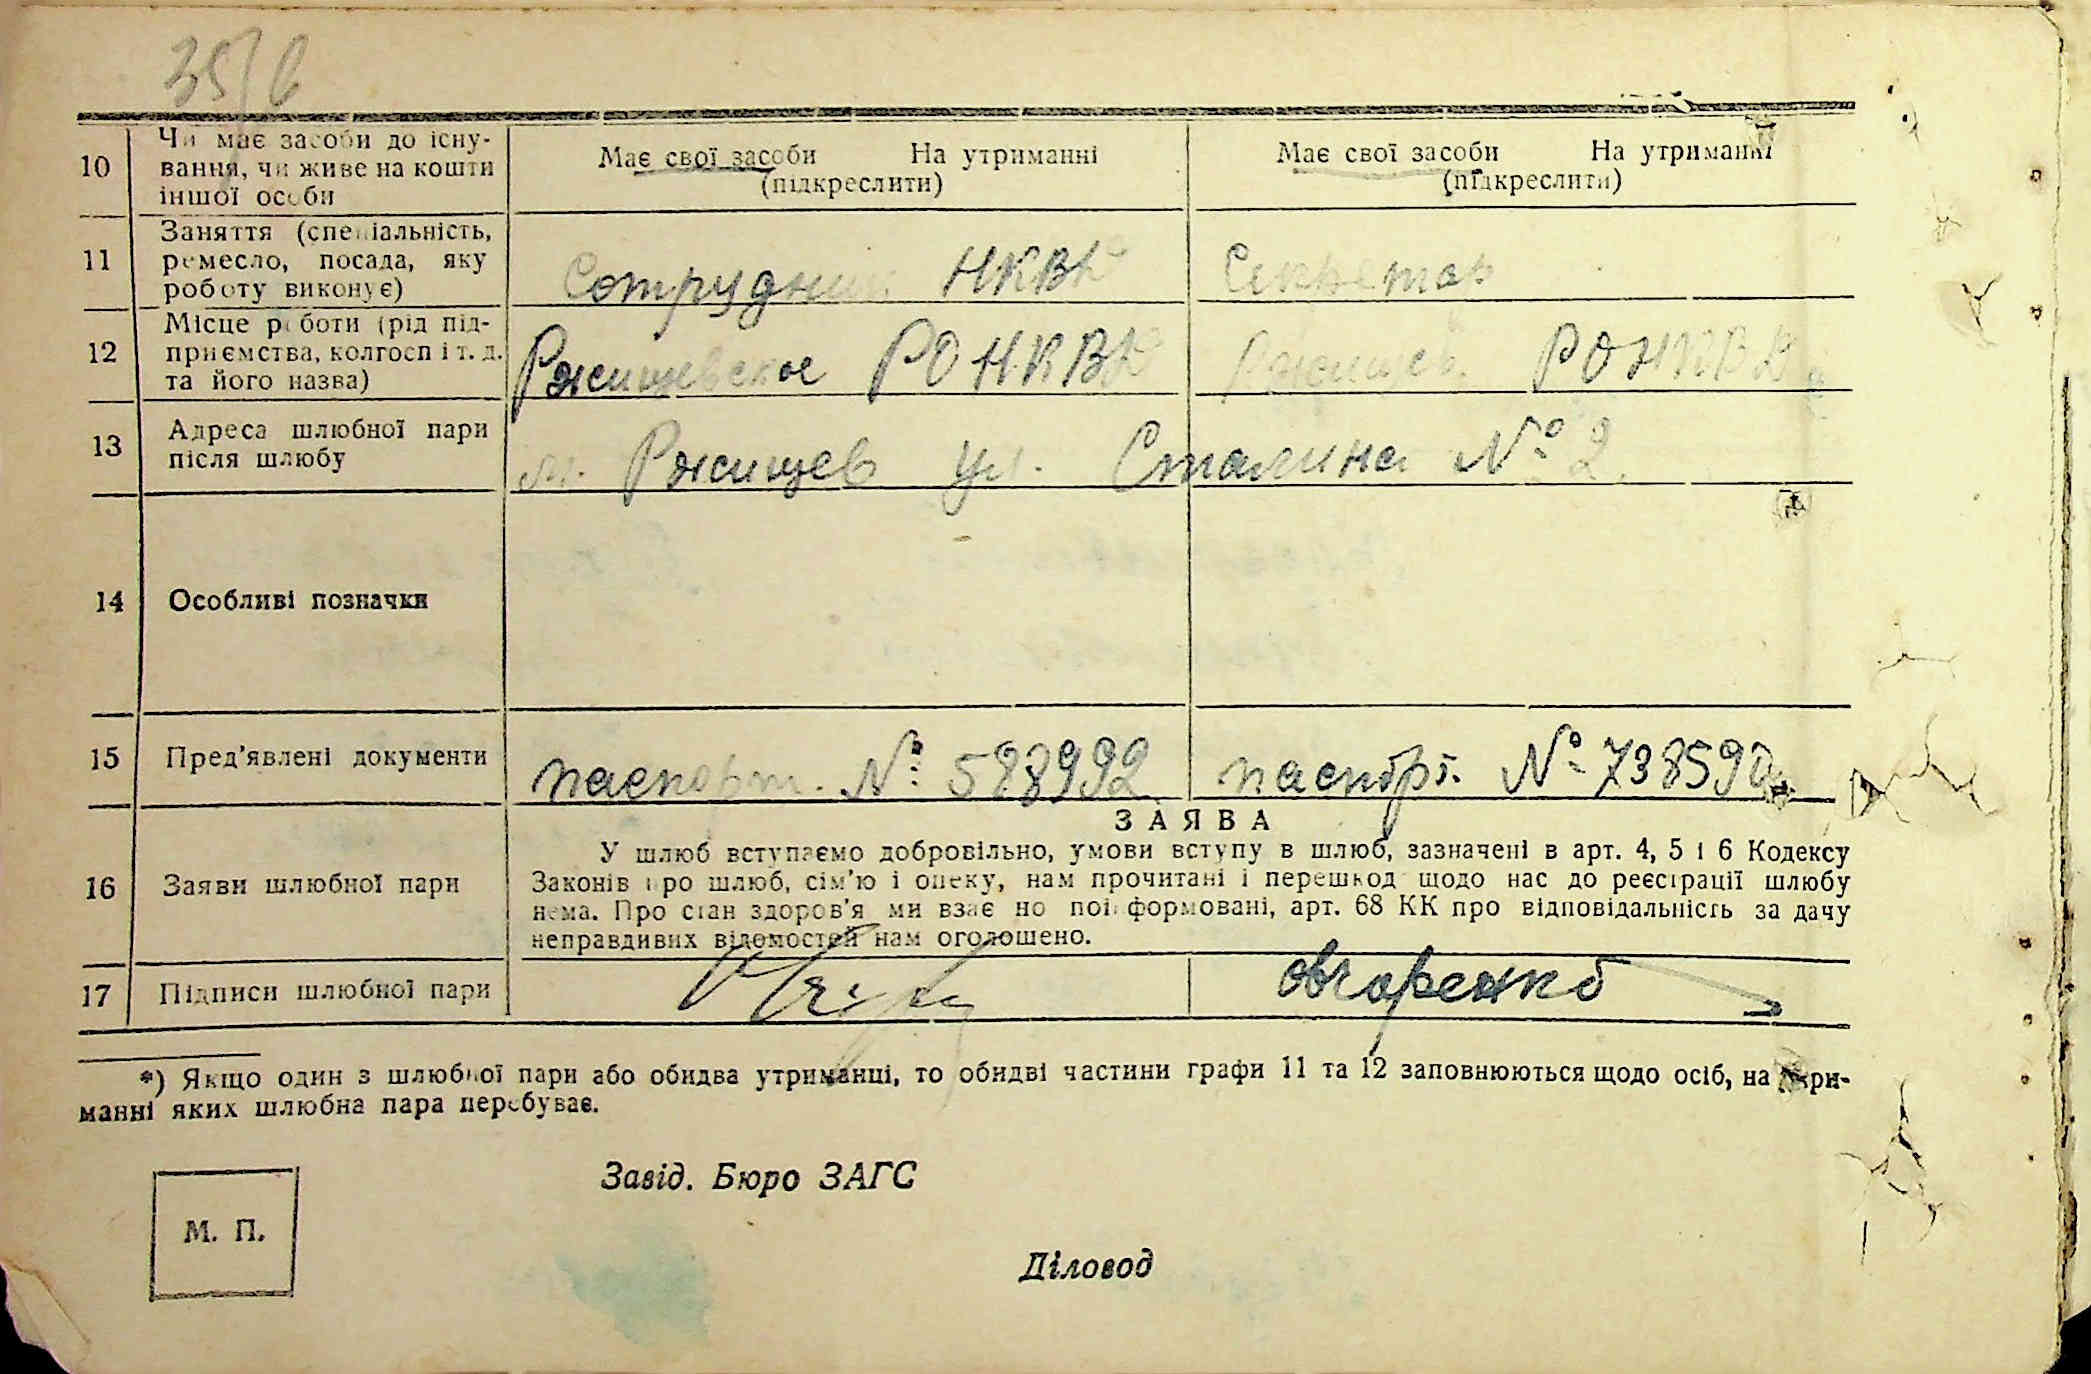 10 Чи має засоби до існу-
вання, чи живе на кошти
іншої особи
Має свої засоби На утриманні
(підкреслити)
Має свої засоби На утриманні
(підкреслити)
11 Заняття (спеціальність,
ремесло, посада, яку
роботу виконує)
Сотрудник НКВД
Секретар
12 Місце роботи (рід під-
приємства, колгосп і т. д.
та його назва)
Ржищевское РОНКВД
Ржищев. РОНКВД
13 Адреса шлюбної пари
після шлюбу
м. Ржищев ул. Сталина № 2.
14 Особливі позначки
15 Пред'явлені документи
паспорт. № 528992
паспорт. № 738590
16 Заяви шлюбної пари
ЗАЯВА
У шлюб вступаємо добровільно, умови вступу в шлюб, зазначені в арт. 4, 5 і 6 Кодексу
Законів про шлюб, сім'ю і опеку, нам прочитані і перешкод щодо нас до реєстрації шлюбу
нема. Про стан здоров'я ми взаємно поінформовані, арт. 68 КК про відповідальність за дачу
неправдивих відомостей нам оголошено.
17 Підписи шлюбної пари
Овчаренко
*) Якщо один з шлюбної пари або обидва утриманці, то обидві частини графи 11 та 12 заповнюються щодо осіб, на утри-
манні яких шлюбна пара перебуває.
Завід. Бюро ЗАГС
М. П.
Діловод